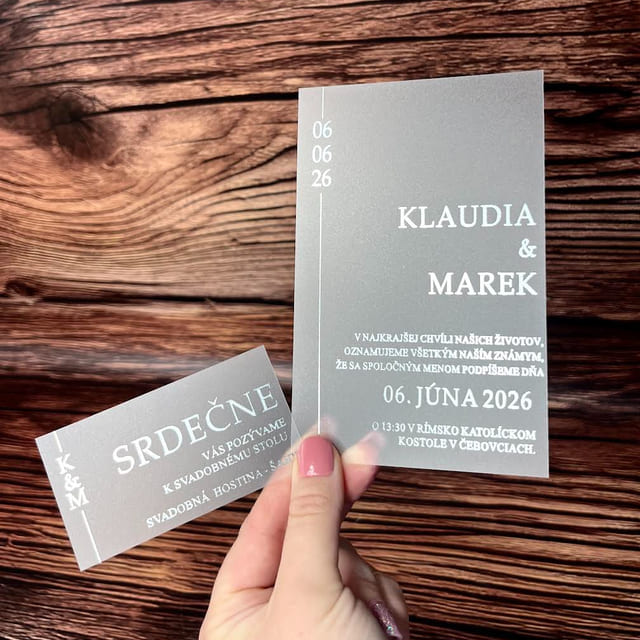 06
06
26
KLAUDIA
&
MAREK
V NAJKRAJŠEJ CHVÍLI NAŠICH ŽIVOTOV,
OZNAMUJEME VŠETKÝM NAŠÍM ZNÁMYM,
ŽE SA SPOLOČNÝM MENOM PODPÍŠEME DŇA
06. JÚNA 2026
O 13:30 V RÍMSKO KATOLÍCKOM
KOSTOLE V ČEBOVCIACH.
K&M
SRDEČNE
VÁS POZÝVAME
K SVADOBNÉMU STOLU
SVADOBNÁ HOSTINA -